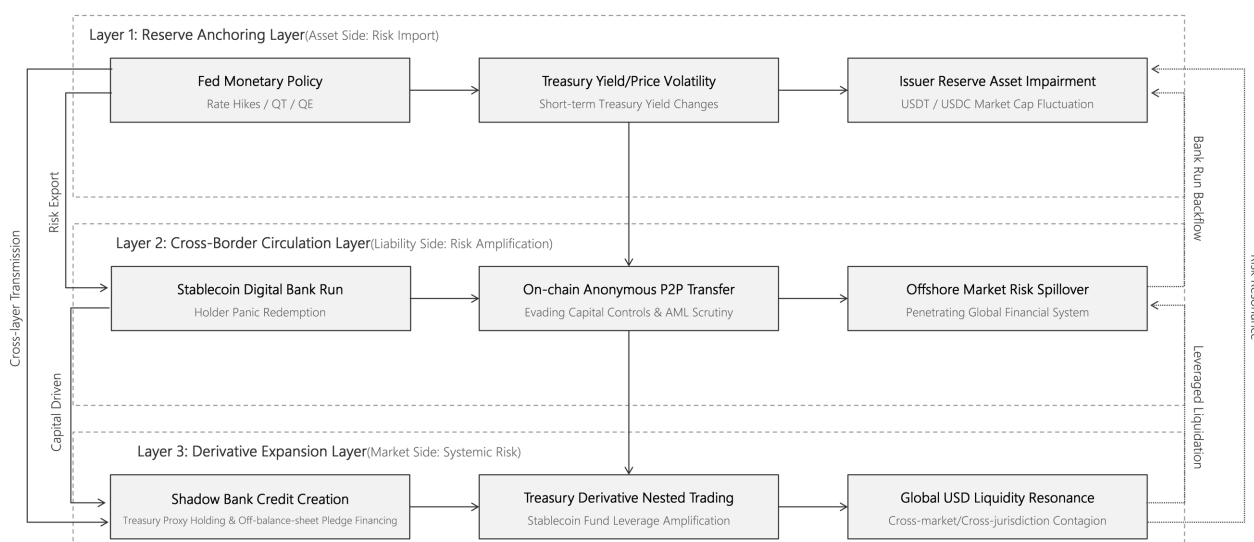 Layer 1: Reserve Anchoring Layer(Asset Side: Risk Import)
Fed Monetary Policy
Rate Hikes / QT / QE
Treasury Yield/Price Volatility
Short-term Treasury Yield Changes
Issuer Reserve Asset Impairment
USDT / USDC Market Cap Fluctuation
Risk Export
Bank Run Backflow
Cross-layer Transmission
Layer 2: Cross-Border Circulation Layer(Liability Side: Risk Amplification)
Stablecoin Digital Bank Run
Holder Panic Redemption
On-chain Anonymous P2P Transfer
Evading Capital Controls & AML Scrutiny
Offshore Market Risk Spillover
Penetrating Global Financial System
Risk Resonance
Capital Driven
Leveraged Liquidation
Layer 3: Derivative Expansion Layer(Market Side: Systemic Risk)
Shadow Bank Credit Creation
Treasury Proxy Holding & Off-balance-sheet Pledge Financing
Treasury Derivative Nested Trading
Stablecoin Fund Leverage Amplification
Global USD Liquidity Resonance
Cross-market/Cross-jurisdiction Contagion